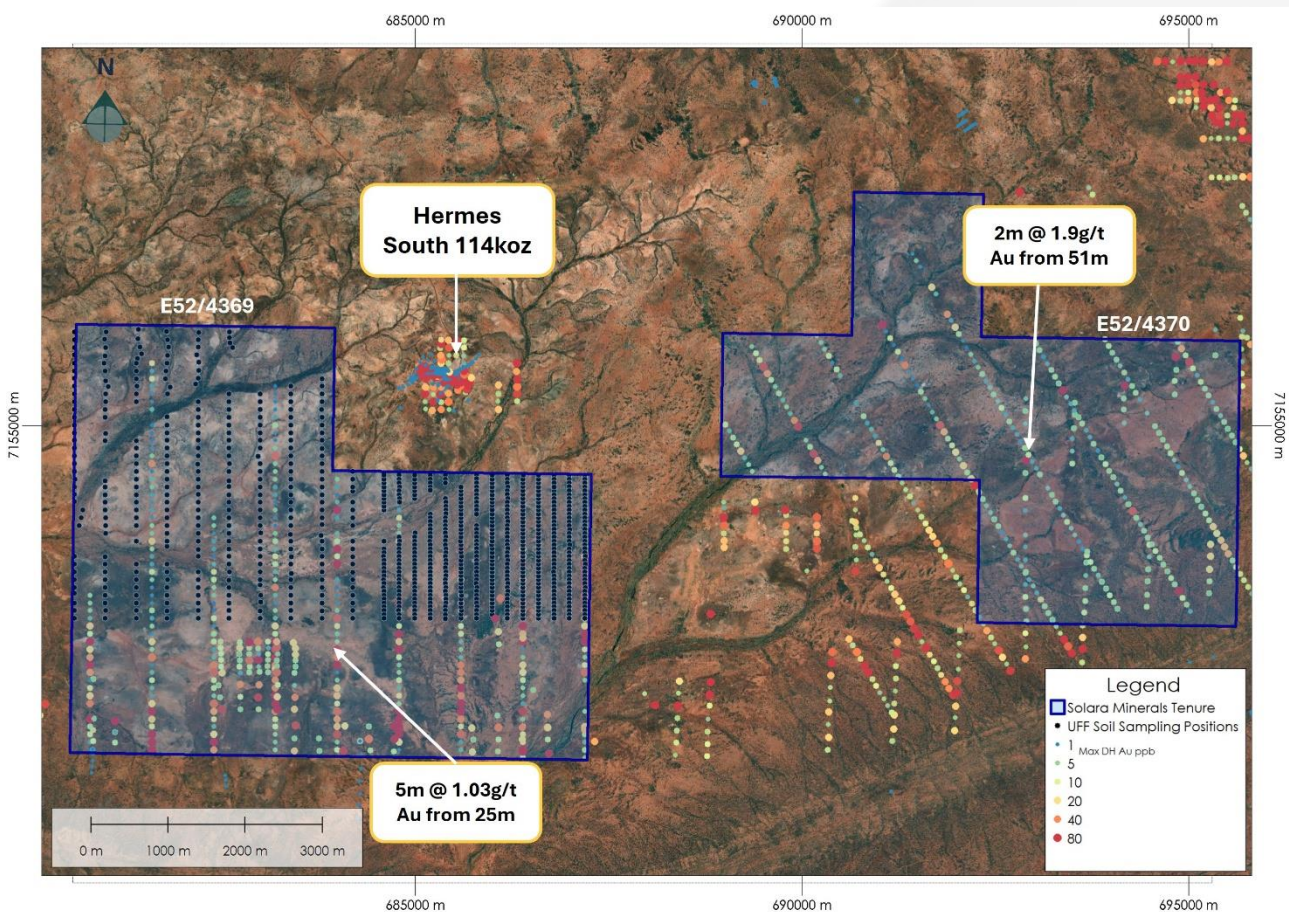 685000 m
690000 m
695000 m
N
Hermes
South 114koz
2m @ 1.9g/t
Au from 51m
E52/4369
E52/4370
7155000 m
7155000 m
5m @ 1.03g/t
Au from 25m
Legend
Solara Minerals Tenure
UFF Soil Sampling Positions
1 Max DH Au ppb
5
10
20
40
80
0 m 1000 m 2000 m 3000 m
685000 m
690000 m
695000 m